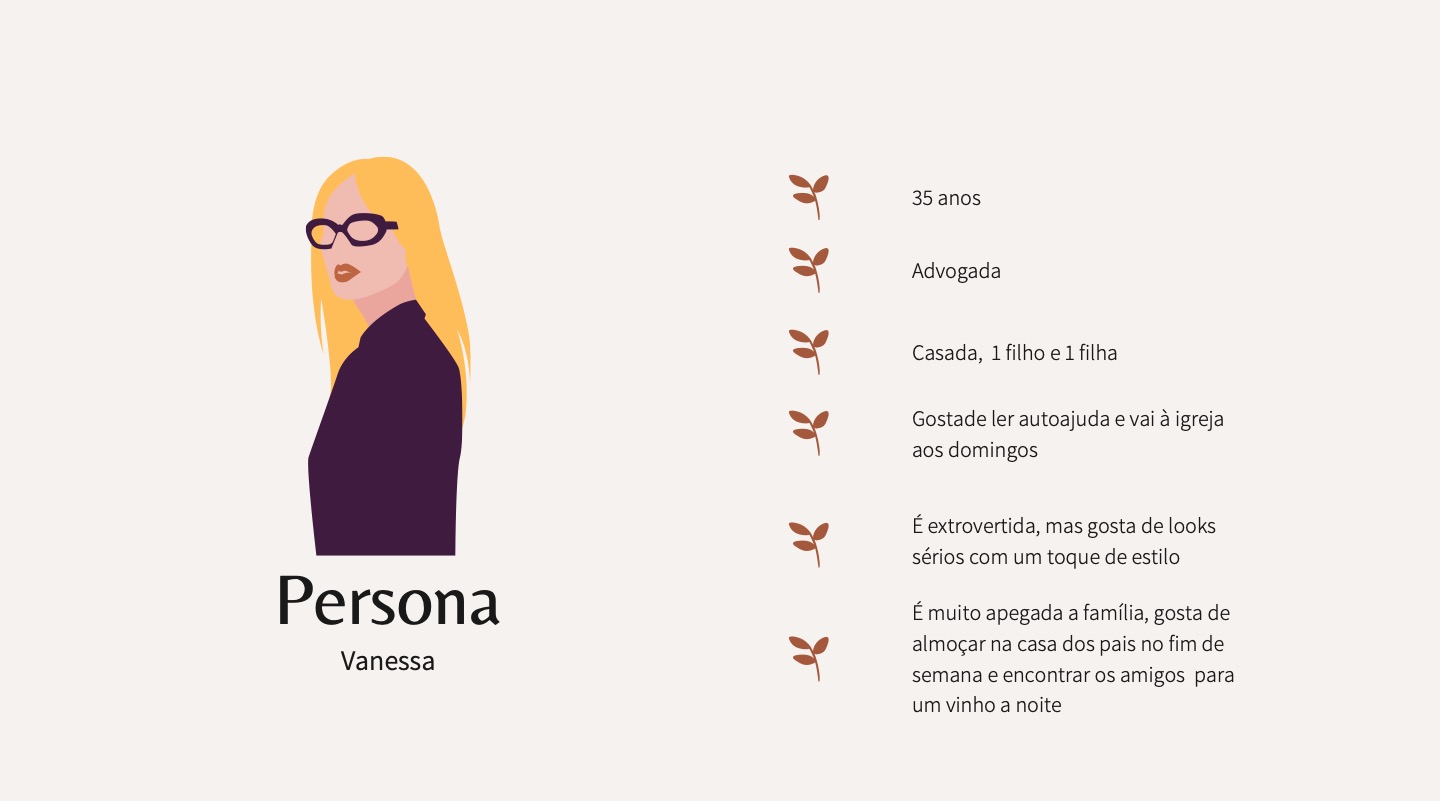 Persona
Vanessa
35 anos
Advogada
Casada,  1 filho e 1 filha
Gostade ler autoajuda e vai à igreja
aos domingos
É extrovertida, mas gosta de looks
sérios com um toque de estilo
É muito apegada a família, gosta de
almoçar na casa dos pais no fim de
semana e encontrar os amigos  para
um vinho a noite